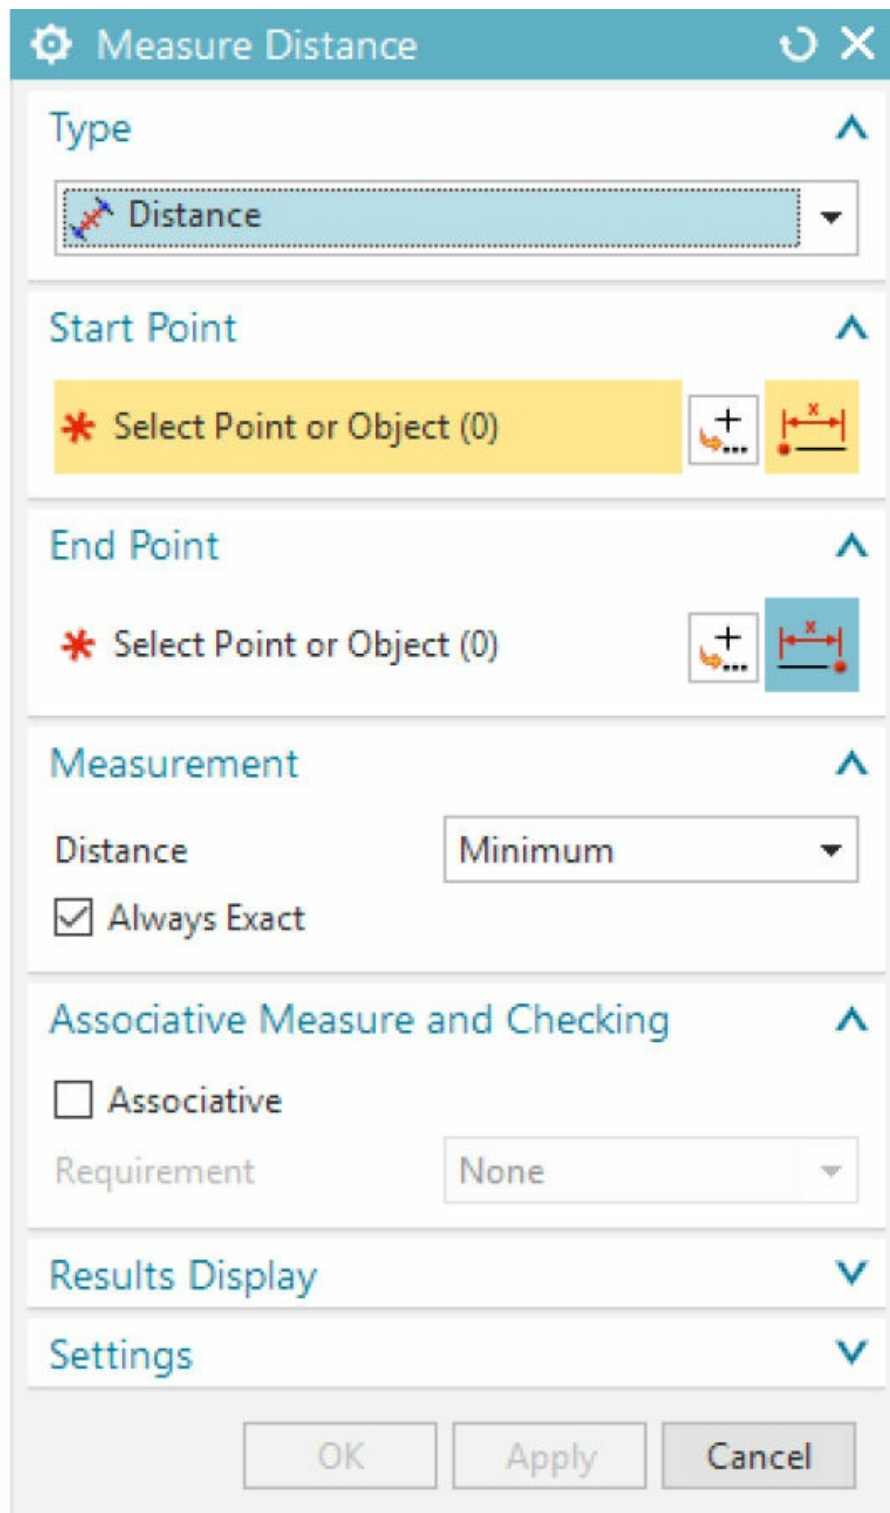 Measure Distance
Type
Distance
Start Point
Select Point or Object (0)
End Point
Select Point or Object (0)
Measurement
Distance Minimum
Always Exact
Associative Measure and Checking
Associative
Requirement None
Results Display
Settings
OK Apply Cancel